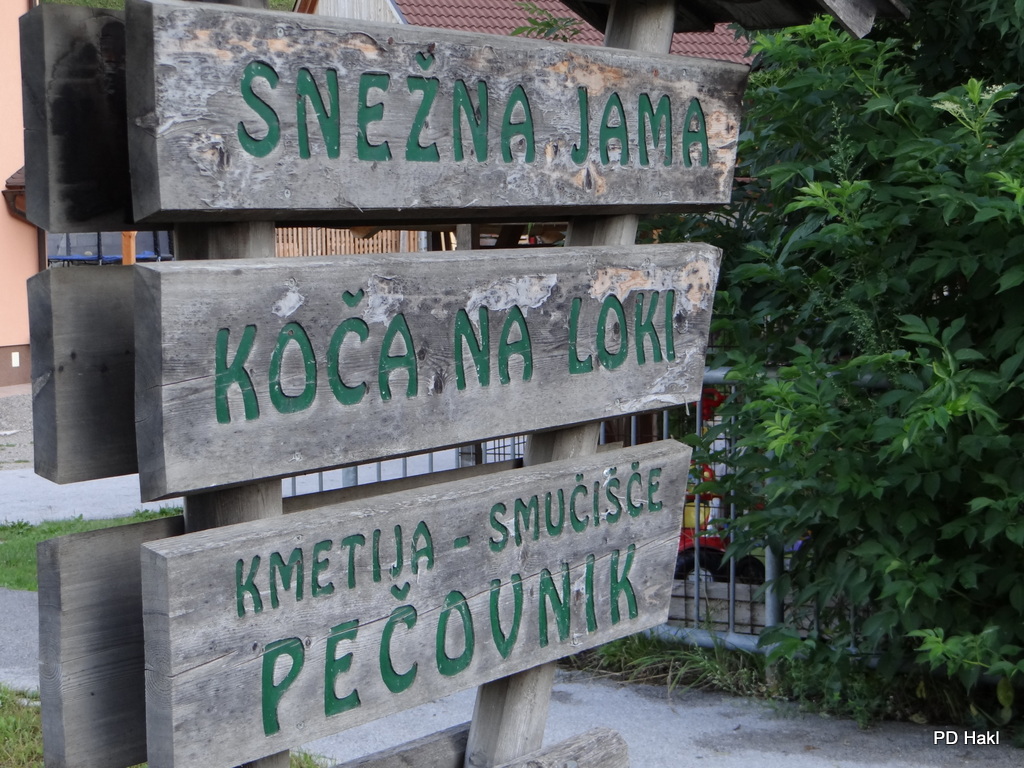 SNEŽNA JAMA
KOČA NA LOKI
KMETIJA - SMUČIŠČE
PEČOVNIK
PD Hakl